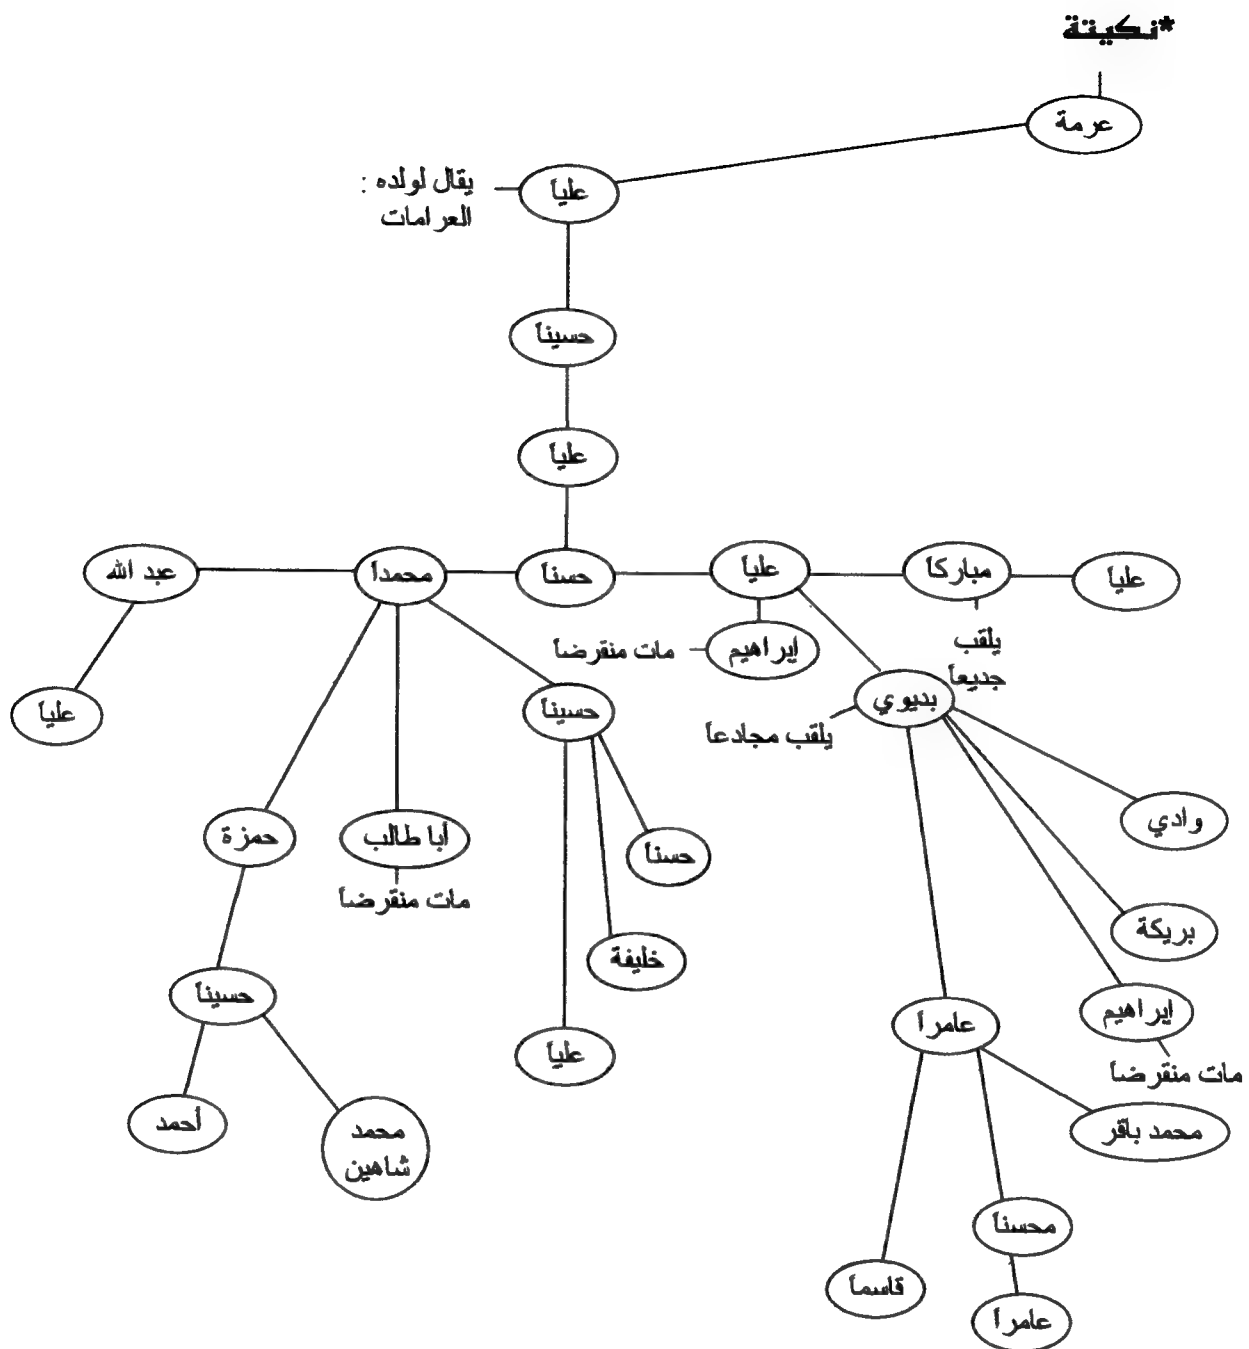 *نكيتة
عرمة
علياً
يقال لولده :
العرامات
حسيناً
علياً
علياً
مباركاً
علياً
حسناً
محمداً
عبد الله
يلقب
جديعاً
إبراهيم
مات منقرضاً
بديوي
يلقب مجادعاً
حسيناً
علياً
وادي
حسناً
أبا طالب
مات منقرضاً
حمزة
بريكة
خليفة
إبراهيم
مات منقرضاً
عامراً
علياً
حسيناً
محمد باقر
محمد
شاهين
أحمد
محسناً
قاسماً
عامراً